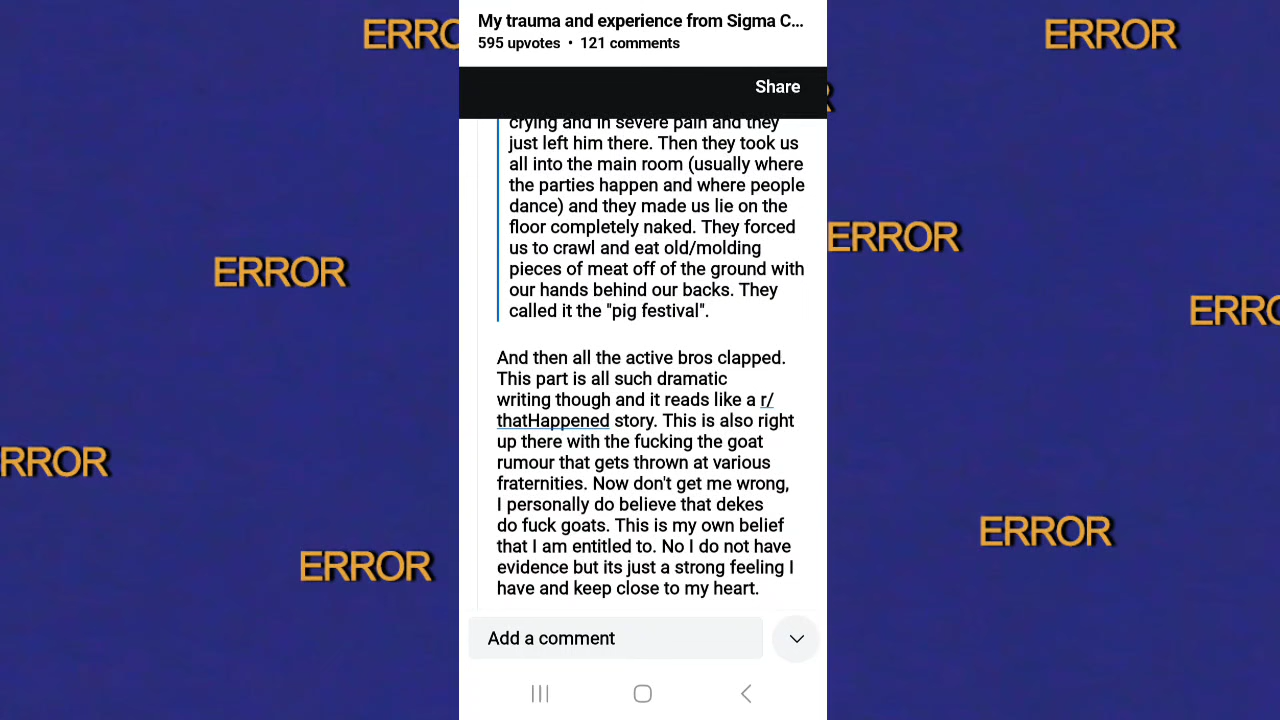 My trauma and experience from Sigma C...
595 upvotes • 121 comments
Share
crying and in severe pain and they
just left him there. Then they took us
all into the main room (usually where
the parties happen and where people
dance) and they made us lie on the
floor completely naked. They forced
us to crawl and eat old/molding
pieces of meat off of the ground with
our hands behind our backs. They
called it the "pig festival".
And then all the active bros clapped.
This part is all such dramatic
writing though and it reads like a r/
thatHappened story. This is also right
up there with the fucking the goat
rumour that gets thrown at various
fraternities. Now don't get me wrong,
I personally do believe that dekes
do fuck goats. This is my own belief
that I am entitled to. No I do not have
evidence but its just a strong feeling I
have and keep close to my heart.
Add a comment
ERRO
ERROR
ERROR
ERROR
ERRO
RROR
ERROR
ERROR
R